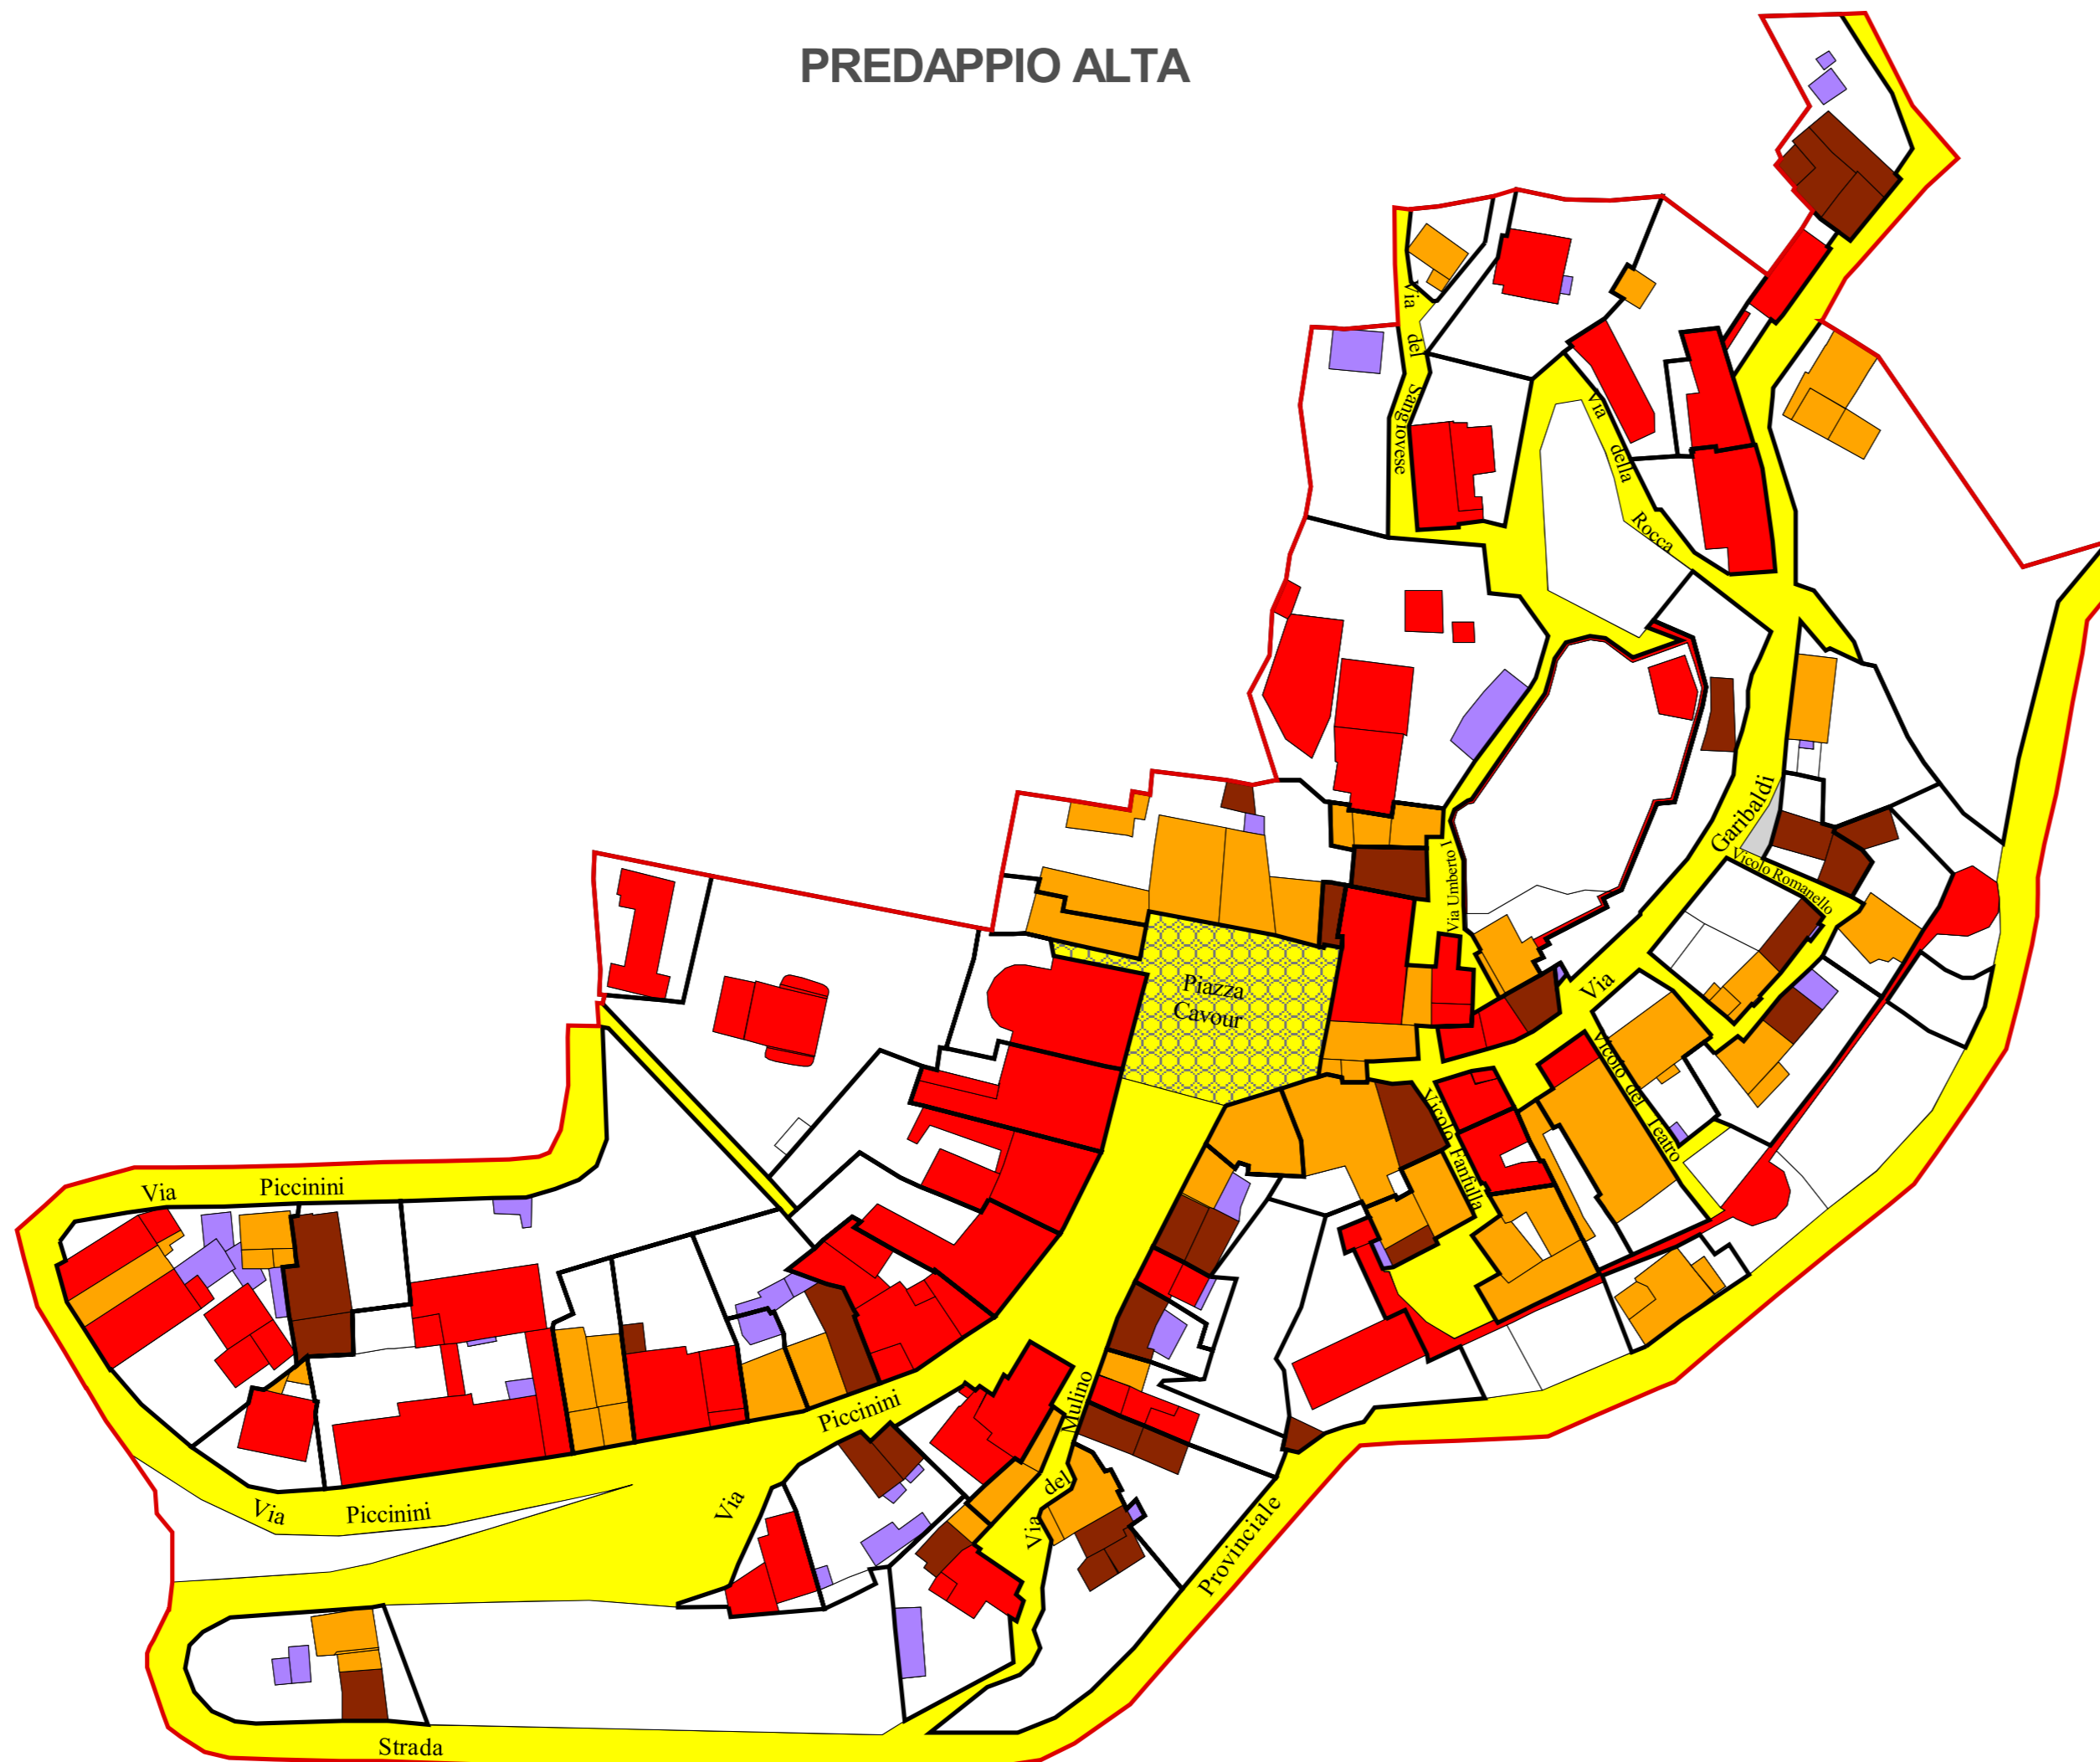 PREDAPPIO ALTA
Via
del
Sangiovese
Via
della
Rocca
Garibaldi
Via Umberto I
Vicolo Romanello
Via
Piazza
Cavour
Vicolo del
Teatro
Vicolo
Fanfulla
Via
Piccinini
Piccinini
Mulino
del
Via
Via
Via
Piccinini
Provinciale
Strada